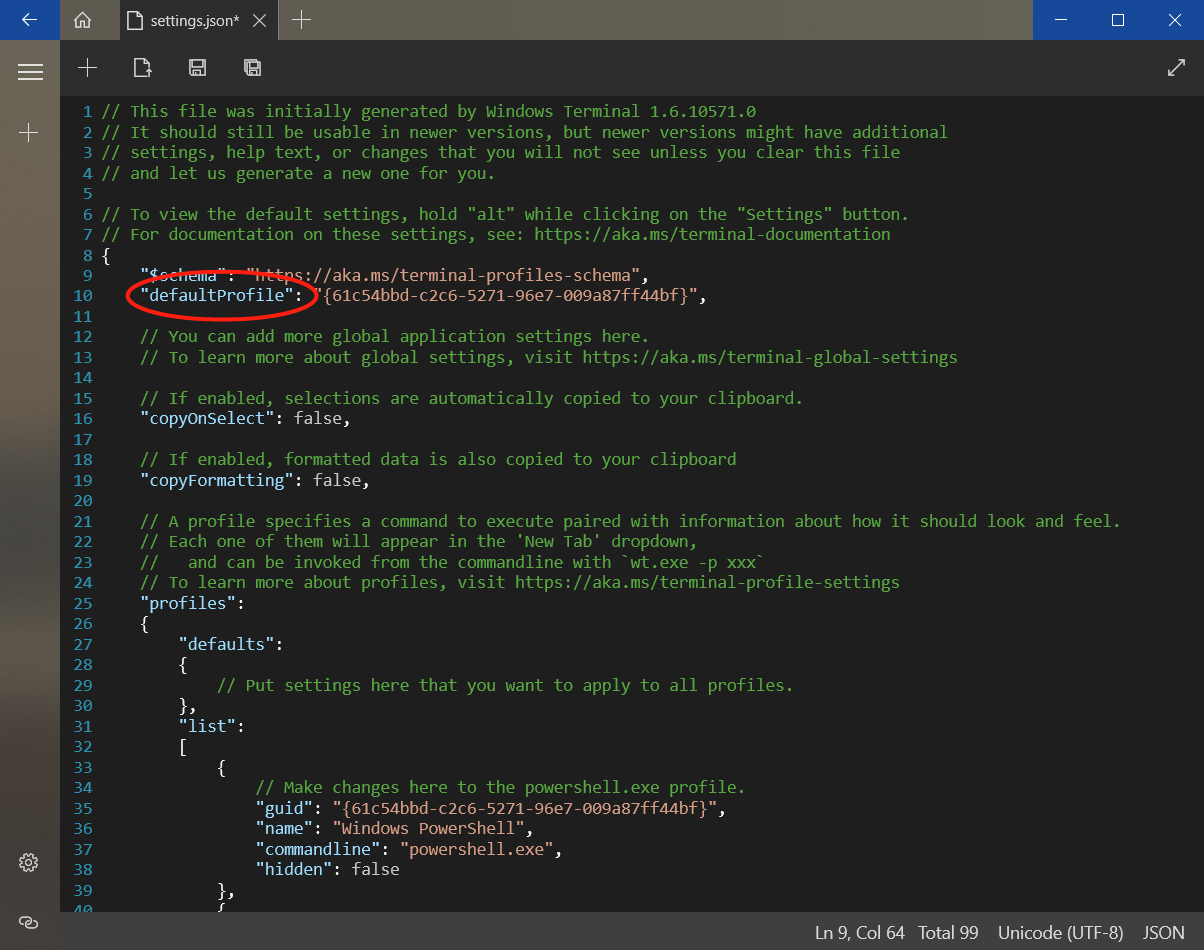 settings.json*
1 // This file was initially generated by Windows Terminal 1.6.10571.0
2 // It should still be usable in newer versions, but newer versions might have additional
3 // settings, help text, or changes that you will not see unless you clear this file
4 // and let us generate a new one for you.
5
6 // To view the default settings, hold "alt" while clicking on the "Settings" button.
7 // For documentation on these settings, see: https://aka.ms/terminal-documentation
8 {
9 "$schema": "https://aka.ms/terminal-profiles-schema",
10 "defaultProfile": "{61c54bbd-c2c6-5271-96e7-009a87ff44bf}",
11
12 // You can add more global application settings here.
13 // To learn more about global settings, visit https://aka.ms/terminal-global-settings
14
15 // If enabled, selections are automatically copied to your clipboard.
16 "copyOnSelect": false,
17
18 // If enabled, formatted data is also copied to your clipboard
19 "copyFormatting": false,
20
21 // A profile specifies a command to execute paired with information about how it should look and feel.
22 // Each one of them will appear in the 'New Tab' dropdown,
23 //   and can be invoked from the commandline with `wt.exe -p xxx`
24 // To learn more about profiles, visit https://aka.ms/terminal-profile-settings
25 "profiles":
26 {
27 "defaults":
28 {
29 // Put settings here that you want to apply to all profiles.
30 },
31 "list":
32 [
33 {
34 // Make changes here to the powershell.exe profile.
35 "guid": "{61c54bbd-c2c6-5271-96e7-009a87ff44bf}",
36 "name": "Windows PowerShell",
37 "commandline": "powershell.exe",
38 "hidden": false
39 },
40 {
Ln 9, Col 64 Total 99 Unicode (UTF-8) JSON